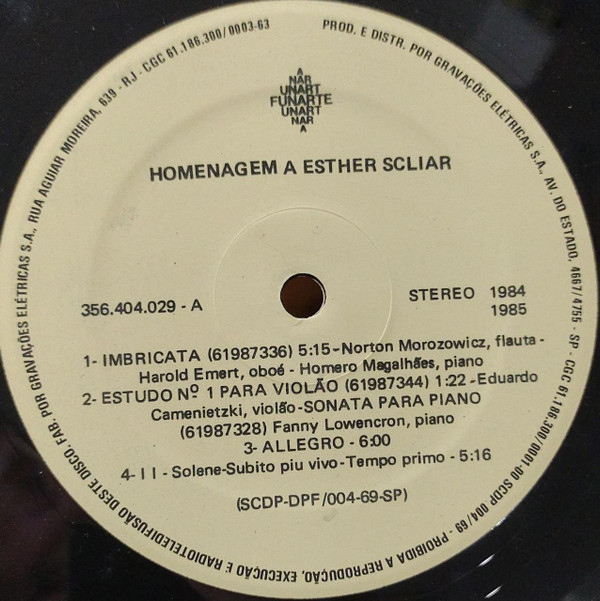 FAB. POR GRAVAÇÕES ELÉTRICAS S.A., RUA AGUIAR MOREIRA, 639 - RJ - CGC 61.186.300/0003-63
PROD. E DISTR. POR GRAVAÇÕES ELÉTRICAS S.A., AV. DO ESTADO, 4667/4755 - SP - CGC 61.186.300/0001-00 SCDP 004/69 - PROIBIDA A REPRODUÇÃO, EXECUÇÃO E RADIOTELEDIFUSÃO DESTE DISCO.
A
NAR
UNART
FUNARTE
UNART
NAR
A
HOMENAGEM A ESTHER SCLIAR
356.404.029 - A
STEREO 1984
1985
1- IMBRICATA (61987336) 5:15-Norton Morozowicz, flauta -
Harold Emert, oboé - Homero Magalhães, piano
2- ESTUDO Nº 1 PARA VIOLÃO (61987344) 1:22 -Eduardo
Camenietzki, violão-SONATA PARA PIANO
(61987328) Fanny Lowencron, piano
3- ALLEGRO - 6:00
4- I I - Solene-Subito piu vivo-Tempo primo - 5:16
(SCDP-DPF/004-69-SP)